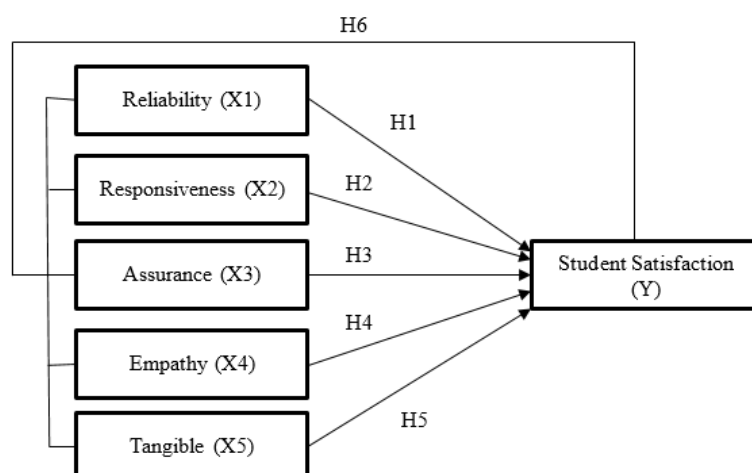 H6
Reliability (X1)
H1
Responsiveness (X2)
H2
Assurance (X3)
H3
Student Satisfaction
(Y)
Empathy (X4)
H4
Tangible (X5)
H5